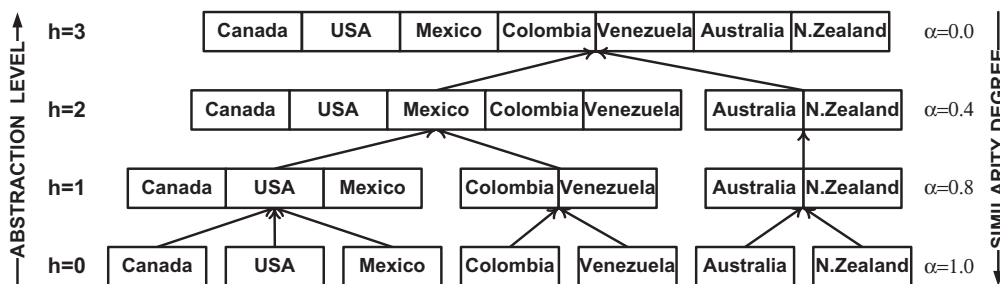 ABSTRACTION LEVEL
h=3 Canada USA Mexico Colombia Venezuela Australia N.Zealand α=0.0
h=2 Canada USA Mexico Colombia Venezuela Australia N.Zealand α=0.4
h=1 Canada USA Mexico Colombia Venezuela Australia N.Zealand α=0.8
h=0 Canada USA Mexico Colombia Venezuela Australia N.Zealand α=1.0
SIMILARITY DEGREE